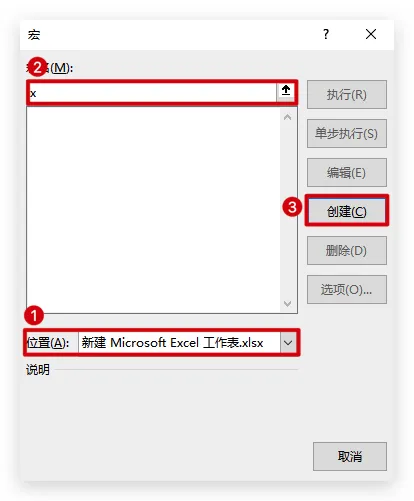 宏
?
2
名(M):
x
执行(R)
单步执行(S)
编辑(E)
3
创建(C)
删除(D)
选项(O)...
1
位置(A):
新建 Microsoft Excel 工作表.xlsx
说明
取消